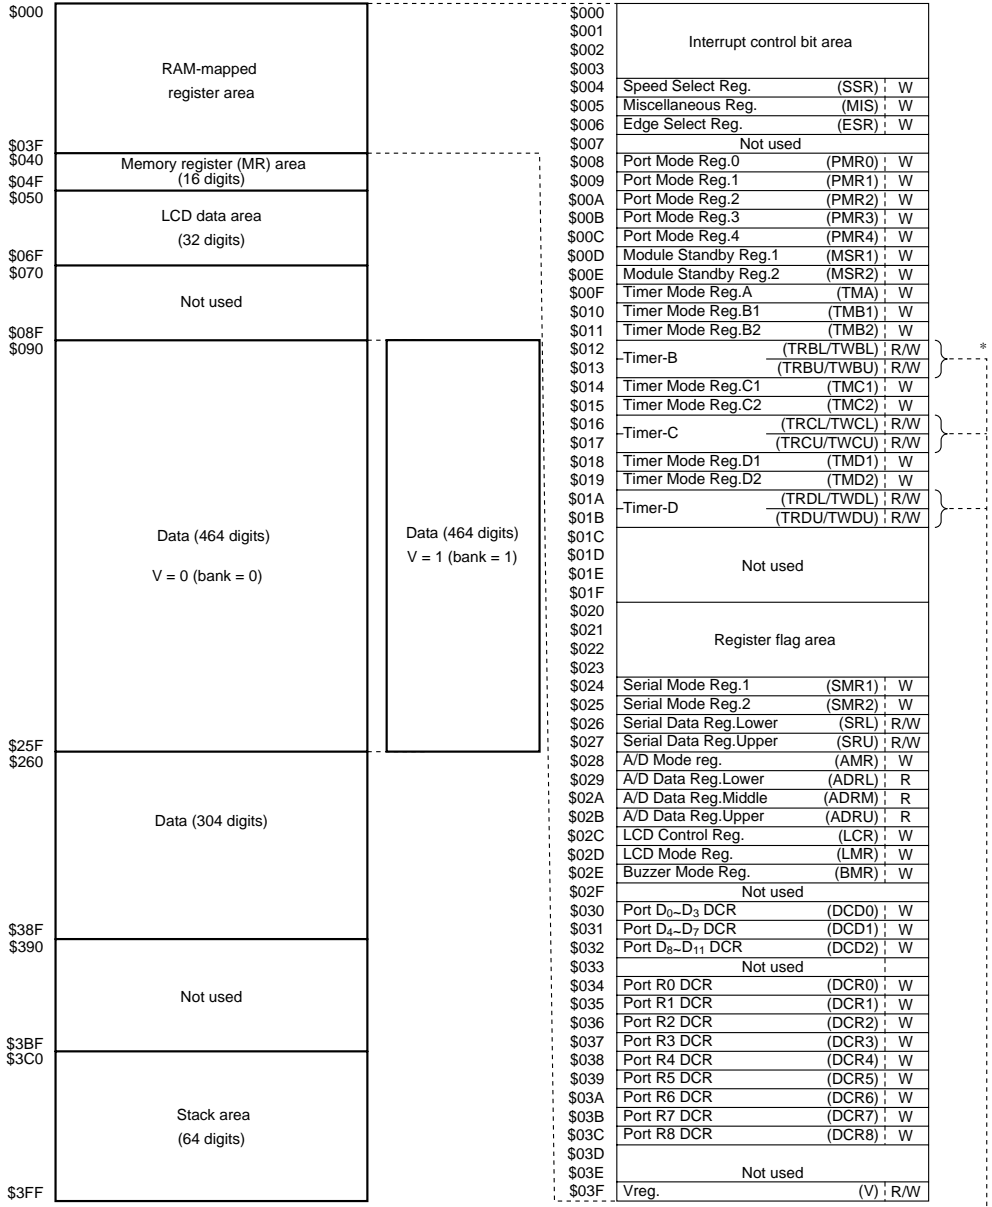 $000
RAM-mapped
register area
$03F
$040
Memory register (MR) area
(16 digits)
$04F
$050
LCD data area
(32 digits)
$06F
$070
Not used
$08F
$090
Data (464 digits)
V = 0 (bank = 0)
Data (464 digits)
V = 1 (bank = 1)
$25F
$260
Data (304 digits)
$38F
$390
Not used
$3BF
$3C0
Stack area
(64 digits)
$3FF
$000
$001
Interrupt control bit area
$002
$003
$004 Speed Select Reg. (SSR) W
$005 Miscellaneous Reg. (MIS) W
$006 Edge Select Reg. (ESR) W
$007 Not used
$008 Port Mode Reg.0 (PMR0) W
$009 Port Mode Reg.1 (PMR1) W
$00A Port Mode Reg.2 (PMR2) W
$00B Port Mode Reg.3 (PMR3) W
$00C Port Mode Reg.4 (PMR4) W
$00D Module Standby Reg.1 (MSR1) W
$00E Module Standby Reg.2 (MSR2) W
$00F Timer Mode Reg.A (TMA) W
$010 Timer Mode Reg.B1 (TMB1) W
$011 Timer Mode Reg.B2 (TMB2) W
$012 (TRBL/TWBL) R/W *
Timer-B
$013 (TRBU/TWBU) R/W
$014 Timer Mode Reg.C1 (TMC1) W
$015 Timer Mode Reg.C2 (TMC2) W
$016 (TRCL/TWCL) R/W
Timer-C
$017 (TRCU/TWCU) R/W
$018 Timer Mode Reg.D1 (TMD1) W
$019 Timer Mode Reg.D2 (TMD2) W
$01A (TRDL/TWDL) R/W
Timer-D
$01B (TRDU/TWDU) R/W
$01C
$01D
Not used
$01E
$01F
$020
$021
Register flag area
$022
$023
$024 Serial Mode Reg.1 (SMR1) W
$025 Serial Mode Reg.2 (SMR2) W
$026 Serial Data Reg.Lower (SRL) R/W
$027 Serial Data Reg.Upper (SRU) R/W
$028 A/D Mode reg. (AMR) W
$029 A/D Data Reg.Lower (ADRL) R
$02A A/D Data Reg.Middle (ADRM) R
$02B A/D Data Reg.Upper (ADRU) R
$02C LCD Control Reg. (LCR) W
$02D LCD Mode Reg. (LMR) W
$02E Buzzer Mode Reg. (BMR) W
$02F Not used
$030 Port D0~D3 DCR (DCD0) W
$031 Port D4~D7 DCR (DCD1) W
$032 Port D8~D11 DCR (DCD2) W
$033 Not used
$034 Port R0 DCR (DCR0) W
$035 Port R1 DCR (DCR1) W
$036 Port R2 DCR (DCR2) W
$037 Port R3 DCR (DCR3) W
$038 Port R4 DCR (DCR4) W
$039 Port R5 DCR (DCR5) W
$03A Port R6 DCR (DCR6) W
$03B Port R7 DCR (DCR7) W
$03C Port R8 DCR (DCR8) W
$03D
$03E Not used
$03F Vreg. (V) R/W